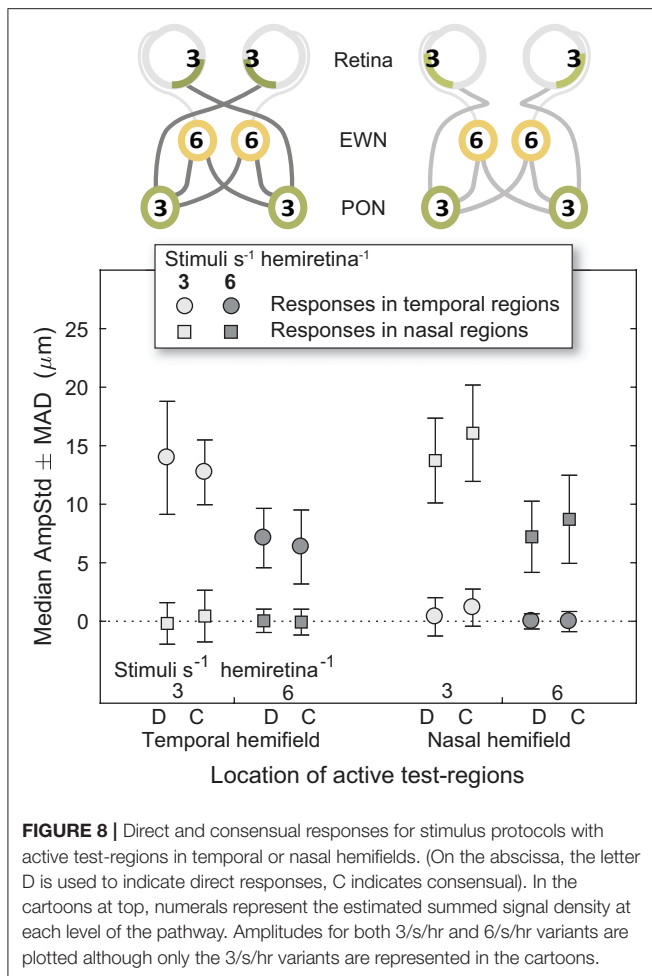 3 3 Retina 3 3
6 6 EWN 6 6
3 3 PON 3 3
Stimuli s⁻¹ hemiretina⁻¹
3 6
Responses in temporal regions
Responses in nasal regions
Median AmpStd ± MAD (μm)
25
20
15
10
5
0
Stimuli s⁻¹ hemiretina⁻¹
3 6 3 6
D C D C D C D C
Temporal hemifield Nasal hemifield
Location of active test-regions
FIGURE 8 | Direct and consensual responses for stimulus protocols with
active test-regions in temporal or nasal hemifields. (On the abscissa, the letter
D is used to indicate direct responses, C indicates consensual). In the
cartoons at top, numerals represent the estimated summed signal density at
each level of the pathway. Amplitudes for both 3/s/hr and 6/s/hr variants are
plotted although only the 3/s/hr variants are represented in the cartoons.